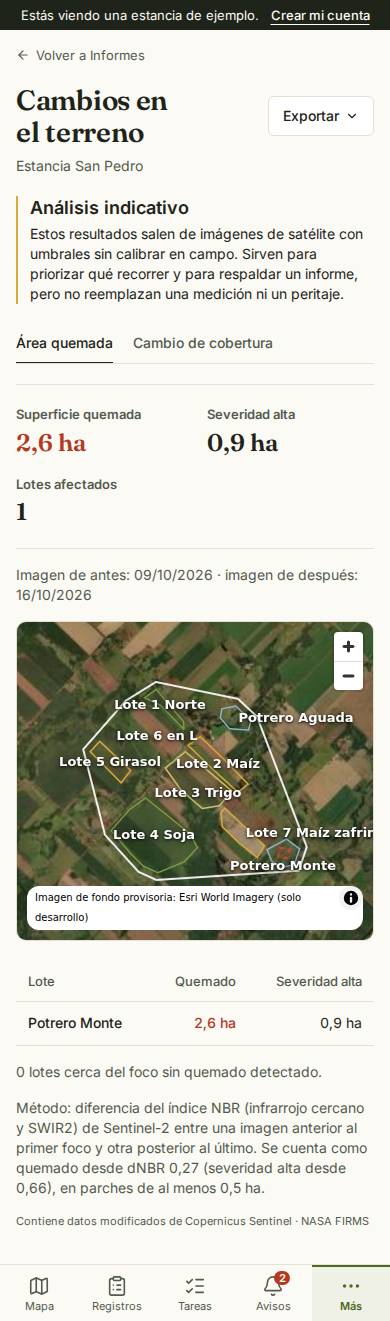 Estás viendo una estancia de ejemplo. Crear mi cuenta
← Volver a Informes
Cambios en
el terreno
Exportar
Estancia San Pedro
Análisis indicativo
Estos resultados salen de imágenes de satélite con
umbrales sin calibrar en campo. Sirven para
priorizar qué recorrer y para respaldar un informe,
pero no reemplazan una medición ni un peritaje.
Área quemada Cambio de cobertura
Superficie quemada Severidad alta
2,6 ha 0,9 ha
Lotes afectados
1
Imagen de antes: 09/10/2026 · imagen de después:
16/10/2026
Lote 1 Norte
Potrero Aguada
Lote 6 en L
Lote 5 Girasol Lote 2 Maíz
Lote 3 Trigo
Lote 4 Soja Lote 7 Maíz zafrir
Potrero Monte
Imagen de fondo provisoria: Esri World Imagery (solo
desarrollo)
Lote Quemado Severidad alta
Potrero Monte 2,6 ha 0,9 ha
0 lotes cerca del foco sin quemado detectado.
Método: diferencia del índice NBR (infrarrojo cercano
y SWIR2) de Sentinel-2 entre una imagen anterior al
primer foco y otra posterior al último. Se cuenta como
quemado desde dNBR 0,27 (severidad alta desde
0,66), en parches de al menos 0,5 ha.
Contiene datos modificados de Copernicus Sentinel · NASA FIRMS
2
Mapa Registros Tareas Avisos Más